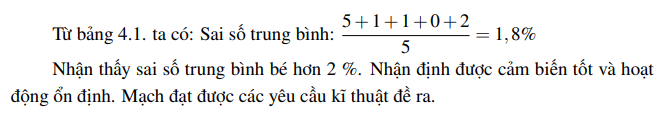 Từ bảng 4.1. ta có: Sai số trung bình: \frac{5+1+1+0+2}{5} = 1,8%
Nhận thấy sai số trung bình bé hơn 2 %. Nhận định được cảm biến tốt và hoạt
động ổn định. Mạch đạt được các yêu cầu kĩ thuật đề ra.